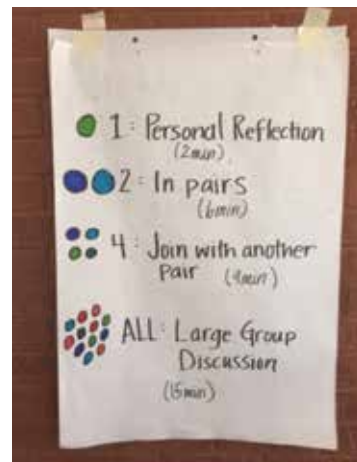 1: Personal Reflection
(2min)
2: In pairs
(6min)
4: Join with another
pair (4min)
ALL: Large Group
Discussion
(15min)